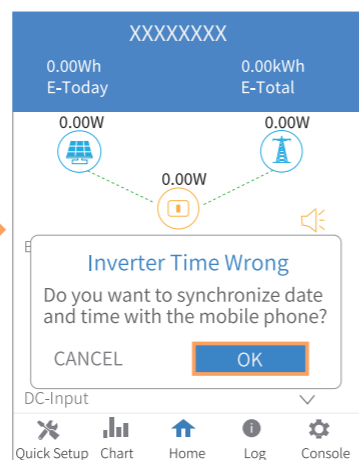 XXXXXXXX
0.00Wh 0.00kWh
E-Today E-Total
0.00W 0.00W
0.00W
E
Inverter Time Wrong
Do you want to synchronize date
and time with the mobile phone?
CANCEL OK
DC-Input
Quick Setup Chart Home Log Console